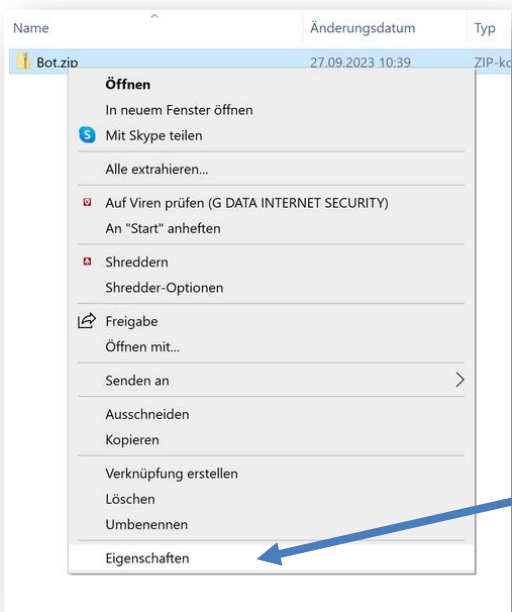 Name Änderungsdatum Typ
Bot.zip 27.09.2023 10:39 ZIP-ko
Öffnen
In neuem Fenster öffnen
Mit Skype teilen
Alle extrahieren...
Auf Viren prüfen (G DATA INTERNET SECURITY)
An "Start" anheften
Shreddern
Shredder-Optionen
Freigabe
Öffnen mit...
Senden an
Ausschneiden
Kopieren
Verknüpfung erstellen
Löschen
Umbenennen
Eigenschaften